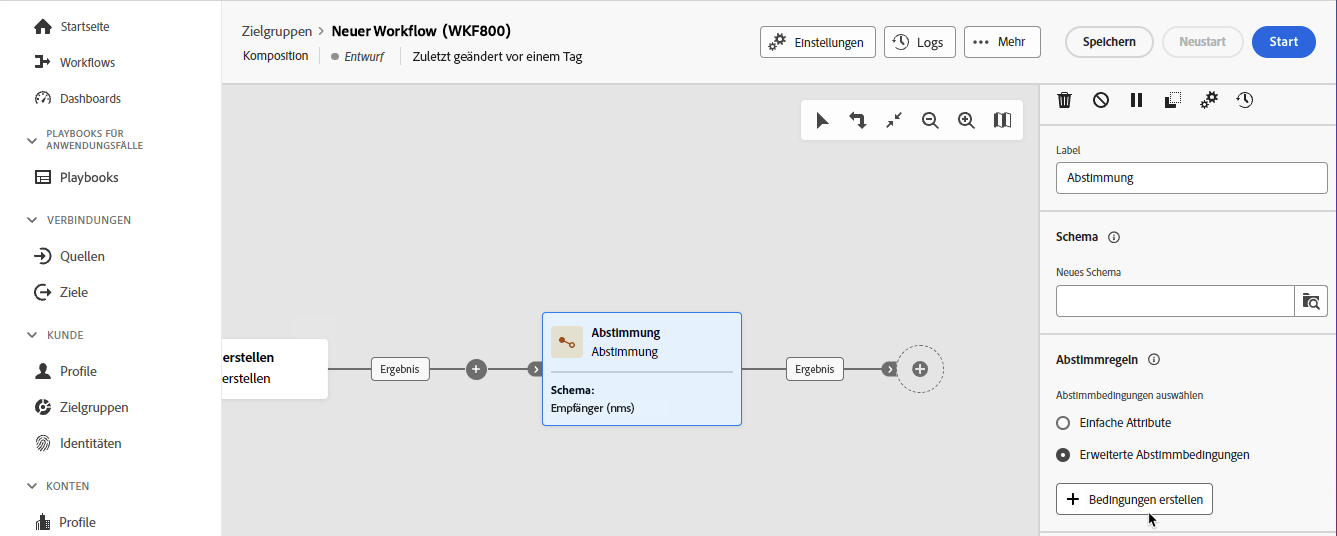 Startseite
Workflows
Dashboards
PLAYBOOKS FÜR
ANWENDUNGSFÄLLE
Playbooks
VERBINDUNGEN
Quellen
Ziele
KUNDE
Profile
Zielgruppen
Identitäten
KONTEN
Profile
Zielgruppen > Neuer Workflow (WKF800)
Komposition
Entwurf
Zuletzt geändert vor einem Tag
Einstellungen
Logs
Mehr
Speichern
Neustart
Start
erstellen
erstellen
Ergebnis
Abstimmung
Abstimmung
Schema:
Empfänger (nms)
Ergebnis
Label
Abstimmung
Schema
Neues Schema
Abstimmregeln
Abstimmbedingungen auswählen
Einfache Attribute
Erweiterte Abstimmbedingungen
Bedingungen erstellen